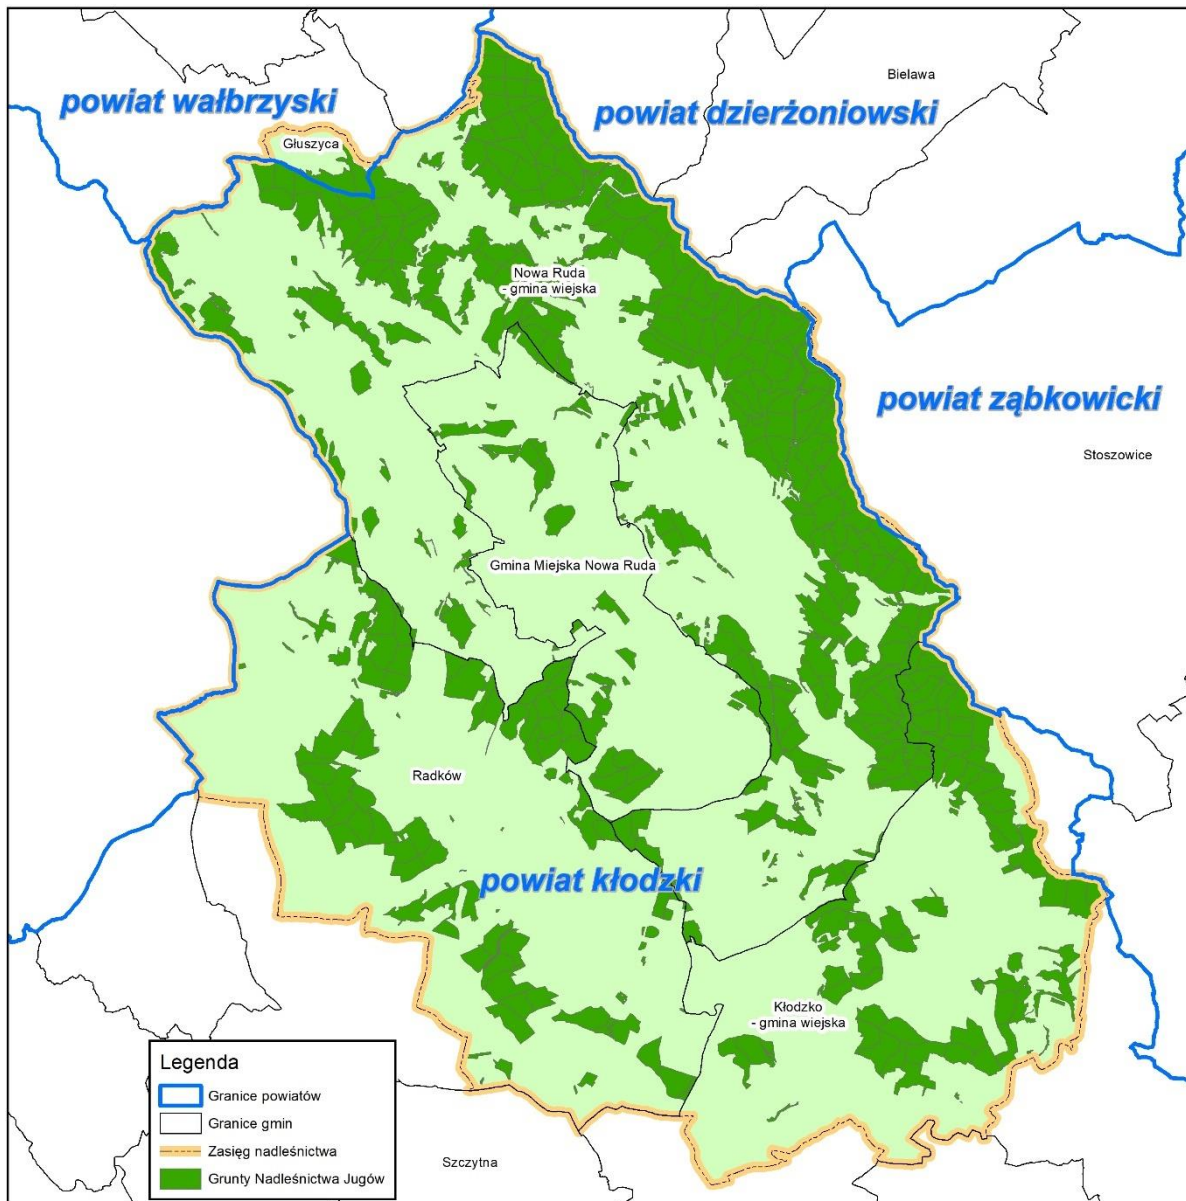 Bielawa
powiat wałbrzyski
powiat dzierżoniowski
Głuszyca
Nowa Ruda
- gmina wiejska
powiat ząbkowicki
Stoszowice
Gmina Miejska Nowa Ruda
Radków
powiat kłodzki
Kłodzko
- gmina wiejska
Legenda
Granice powiatów
Granice gmin
Zasięg nadleśnictwa
Grunty Nadleśnictwa Jugów
Szczytna